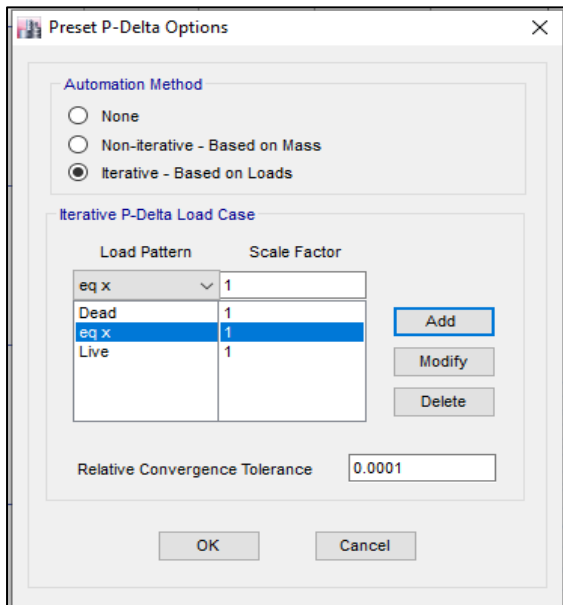 Preset P-Delta Options
Automation Method
None
Non-iterative - Based on Mass
Iterative - Based on Loads
Iterative P-Delta Load Case
Load Pattern Scale Factor
eq x 1
Dead 1
eq x 1
Live 1
Add
Modify
Delete
Relative Convergence Tolerance 0.0001
OK Cancel